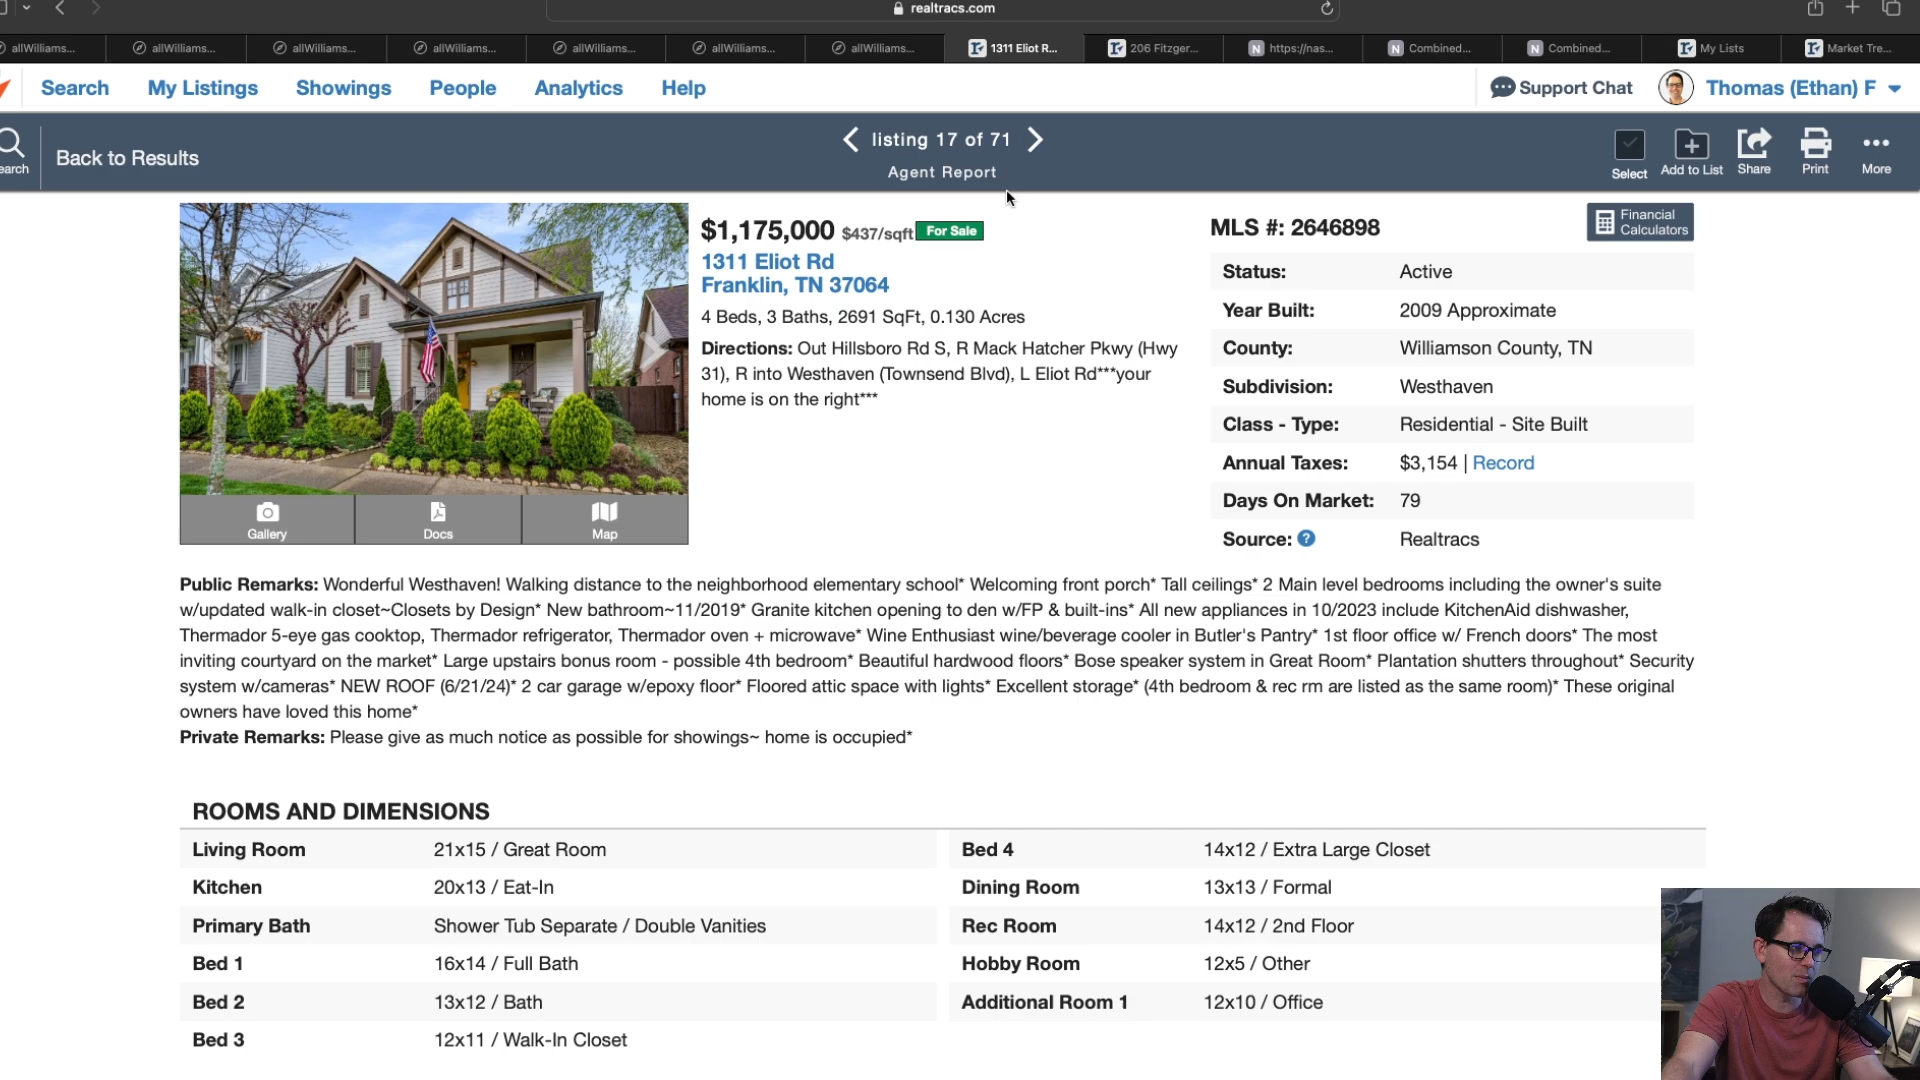 realtracs.com
allWilliams...
allWilliams...
allWilliams...
allWilliams...
allWilliams...
allWilliams...
allWilliams...
1311 Eliot R...
206 Fitzger...
https://nas...
Combined...
Combined...
My Lists
Market Tre...
Search
My Listings
Showings
People
Analytics
Help
Support Chat
Thomas (Ethan) F
earch
Back to Results
listing 17 of 71
Agent Report
Select
Add to List
Share
Print
More
$1,175,000 $437/sqft For Sale
1311 Eliot Rd
Franklin, TN 37064
4 Beds, 3 Baths, 2691 SqFt, 0.130 Acres
Directions: Out Hillsboro Rd S, R Mack Hatcher Pkwy (Hwy
31), R into Westhaven (Townsend Blvd), L Eliot Rd***your
home is on the right***
Gallery
Docs
Map
MLS #: 2646898
Financial
Calculators
Status: Active
Year Built: 2009 Approximate
County: Williamson County, TN
Subdivision: Westhaven
Class - Type: Residential - Site Built
Annual Taxes: $3,154 | Record
Days On Market: 79
Source: ? Realtracs
Public Remarks: Wonderful Westhaven! Walking distance to the neighborhood elementary school* Welcoming front porch* Tall ceilings* 2 Main level bedrooms including the owner's suite
w/updated walk-in closet~Closets by Design* New bathroom~11/2019* Granite kitchen opening to den w/FP & built-ins* All new appliances in 10/2023 include KitchenAid dishwasher,
Thermador 5-eye gas cooktop, Thermador refrigerator, Thermador oven + microwave* Wine Enthusiast wine/beverage cooler in Butler's Pantry* 1st floor office w/ French doors* The most
inviting courtyard on the market* Large upstairs bonus room - possible 4th bedroom* Beautiful hardwood floors* Bose speaker system in Great Room* Plantation shutters throughout* Security
system w/cameras* NEW ROOF (6/21/24)* 2 car garage w/epoxy floor* Floored attic space with lights* Excellent storage* (4th bedroom & rec rm are listed as the same room)* These original
owners have loved this home*
Private Remarks: Please give as much notice as possible for showings~ home is occupied*
ROOMS AND DIMENSIONS
Living Room 21x15 / Great Room
Kitchen 20x13 / Eat-In
Primary Bath Shower Tub Separate / Double Vanities
Bed 1 16x14 / Full Bath
Bed 2 13x12 / Bath
Bed 3 12x11 / Walk-In Closet
Bed 4 14x12 / Extra Large Closet
Dining Room 13x13 / Formal
Rec Room 14x12 / 2nd Floor
Hobby Room 12x5 / Other
Additional Room 1 12x10 / Office